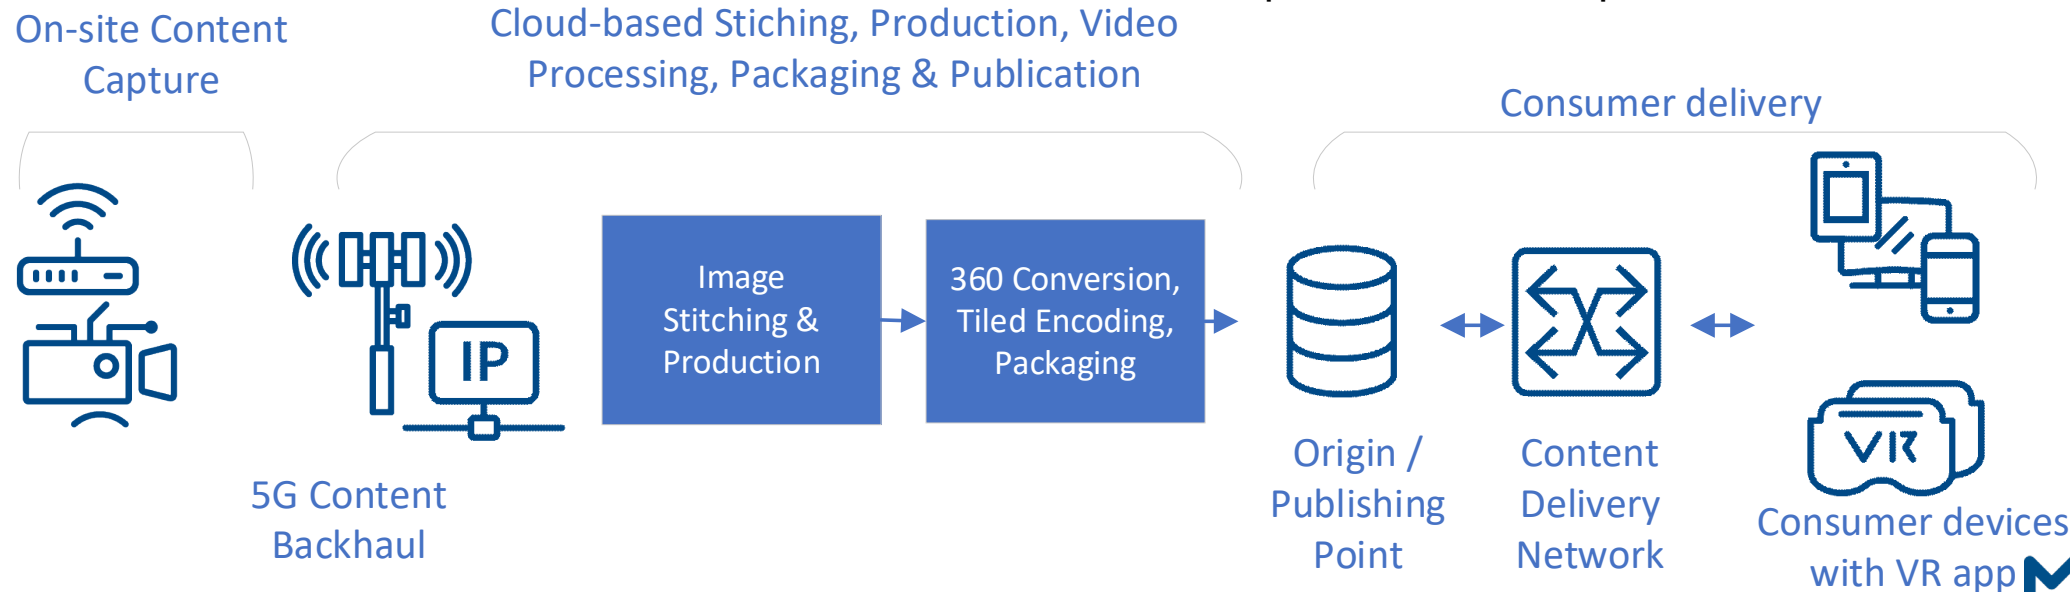 On-site Content
Capture
Cloud-based Stiching, Production, Video
Processing, Packaging & Publication
Consumer delivery
Image
Stitching &
Production
360 Conversion,
Tiled Encoding,
Packaging
IP
VR
5G Content
Backhaul
Origin /
Publishing
Point
Content
Delivery
Network
Consumer devices
with VR app